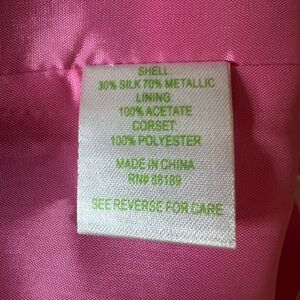 SHELL
30% SILK 70% METALLIC
LINING
100% ACETATE
CORSET
100% POLYESTER
MADE IN CHINA
RN# 88189
SEE REVERSE FOR CARE